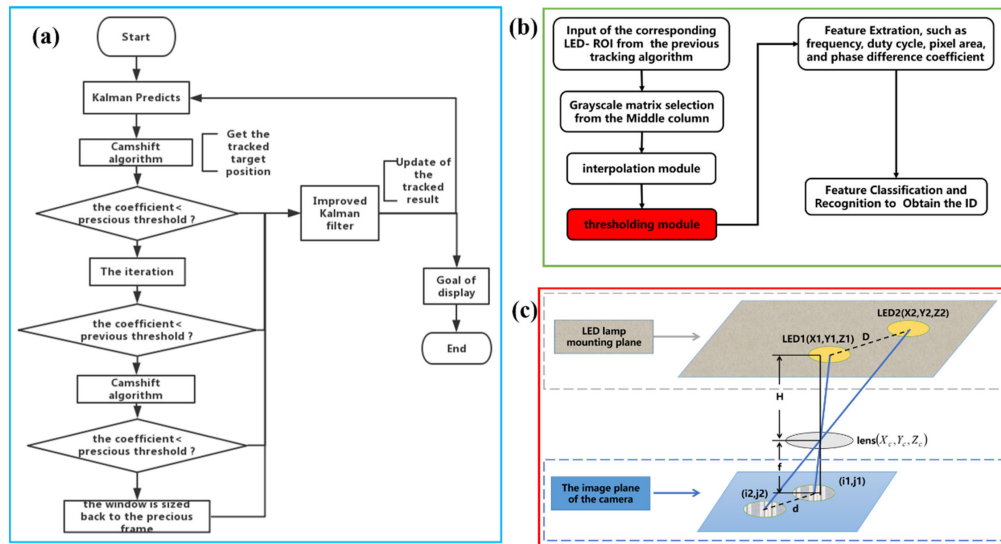 (a)
Start
Kalman Predicts
Camshift
algorithm
Get the
tracked
target
position
the coefficient<
prescious threshold ?
The iteration
the coefficient<
previous threshold ?
Camshift
algorithm
the coefficient<
prescious threshold ?
the window is sized
back to the precious
frame
Improved
Kalman
filter
Update of
the
tracked
result
Goal of
display
End
(b)
Input of the corresponding
LED- ROI from the previous
tracking algorithm
Grayscale matrix selection
from the Middle column
interpolation module
thresholding module
Feature Extration, such as
frequency, duty cycle, pixel area,
and phase difference coefficient
Feature Classification and
Recognition to Obtain the ID
(c)
LED lamp
mounting plane
LED2(X2,Y2,Z2)
LED1(X1,Y1,Z1)
D
H
lens(X_c, Y_c, Z_c)
f
The image plane
of the camera
(i2,j2)
(i1,j1)
d